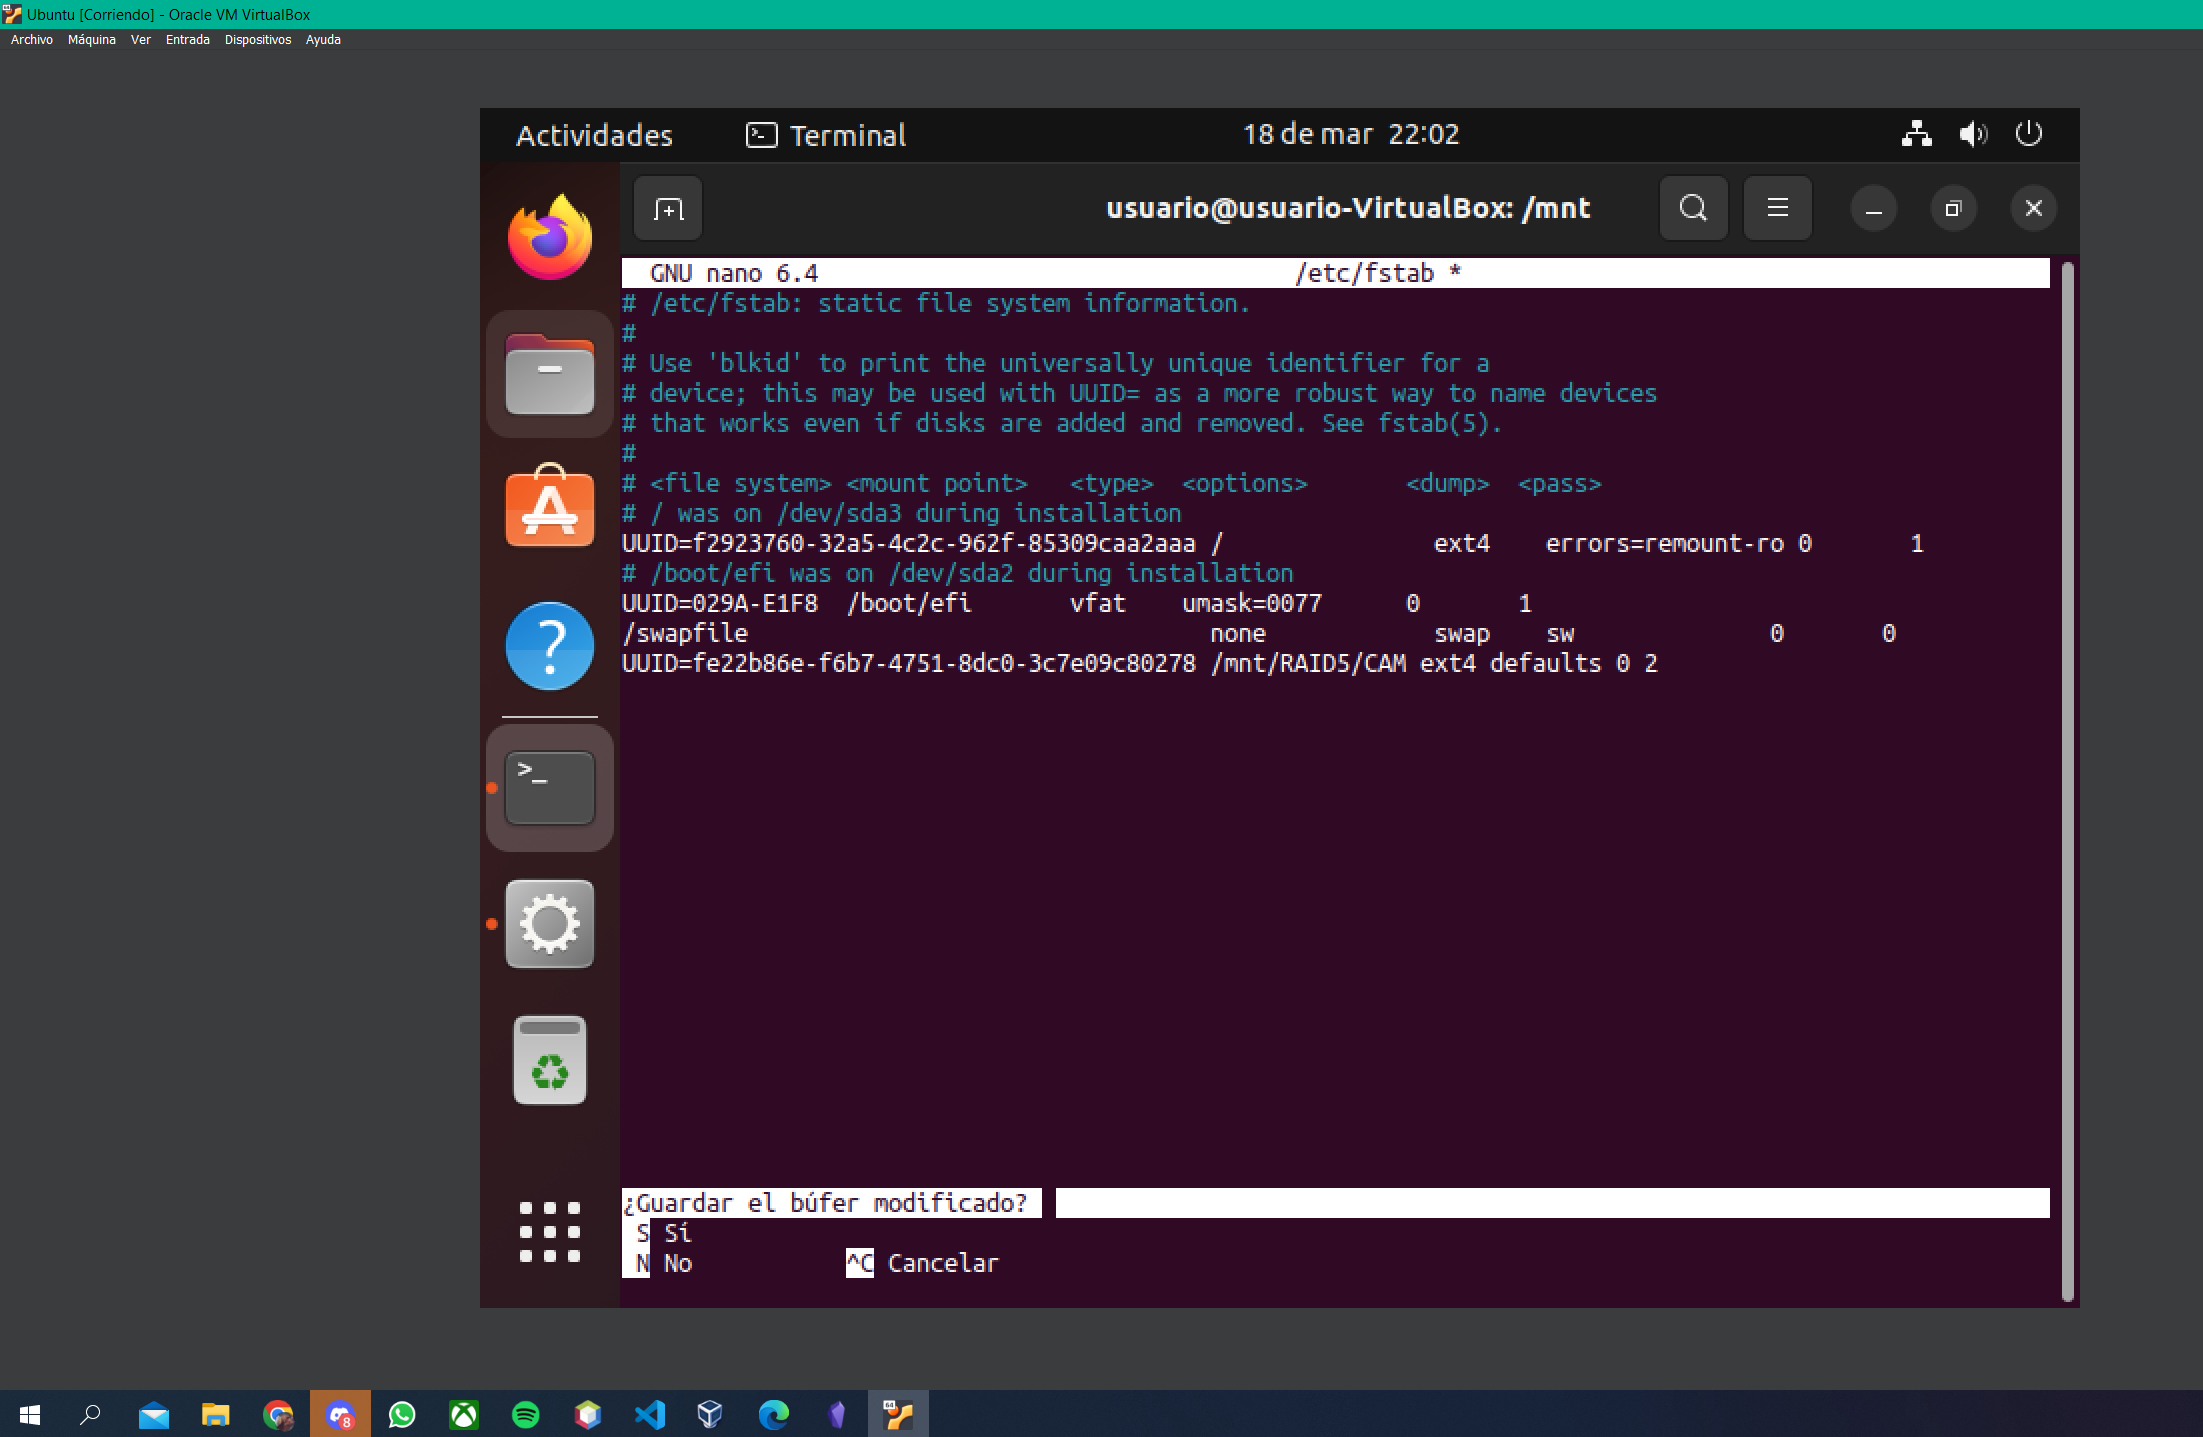 Ubuntu [Corriendo] - Oracle VM VirtualBox
Archivo Máquina Ver Entrada Dispositivos Ayuda
Actividades Terminal 18 de mar 22:02
usuario@usuario-VirtualBox: /mnt
GNU nano 6.4 /etc/fstab *
# /etc/fstab: static file system information.
#
# Use 'blkid' to print the universally unique identifier for a
# device; this may be used with UUID= as a more robust way to name devices
# that works even if disks are added and removed. See fstab(5).
#
# <file system> <mount point> <type> <options> <dump> <pass>
# / was on /dev/sda3 during installation
UUID=f2923760-32a5-4c2c-962f-85309caa2aaa / ext4 errors=remount-ro 0 1
# /boot/efi was on /dev/sda2 during installation
UUID=029A-E1F8 /boot/efi vfat umask=0077 0 1
/swapfile none swap sw 0 0
UUID=fe22b86e-f6b7-4751-8dc0-3c7e09c80278 /mnt/RAID5/CAM ext4 defaults 0 2
¿Guardar el búfer modificado?
S Sí
N No ^C Cancelar
8
64